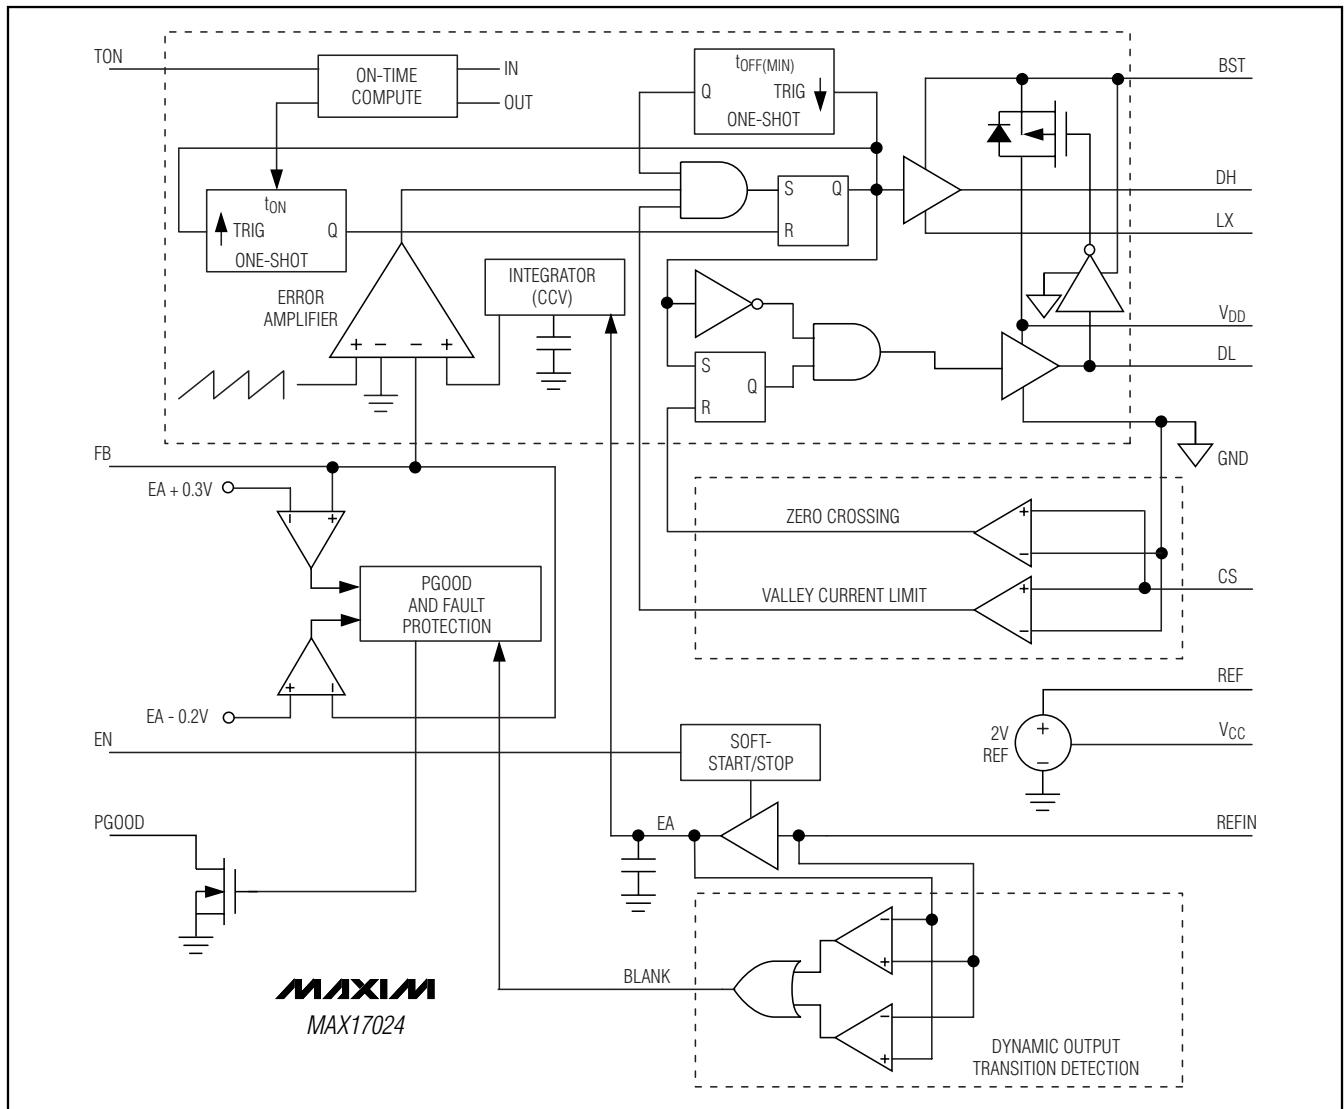 TON
ON-TIME
COMPUTE
IN
OUT
tOFF(MIN)
Q TRIG
ONE-SHOT
BST
tON
TRIG Q
ONE-SHOT
S Q
R
DH
LX
ERROR
AMPLIFIER
+ − − +
INTEGRATOR
(CCV)
S
Q
R
VDD
DL
GND
FB
EA + 0.3V
− +
PGOOD
AND FAULT
PROTECTION
+ −
EA - 0.2V
ZERO CROSSING
+
−
VALLEY CURRENT LIMIT
+
−
CS
REF
2V
REF
+
−
VCC
EN
SOFT-
START/STOP
PGOOD
EA
REFIN
BLANK
−
+
−
+
DYNAMIC OUTPUT
TRANSITION DETECTION
MAXIM
MAX17024